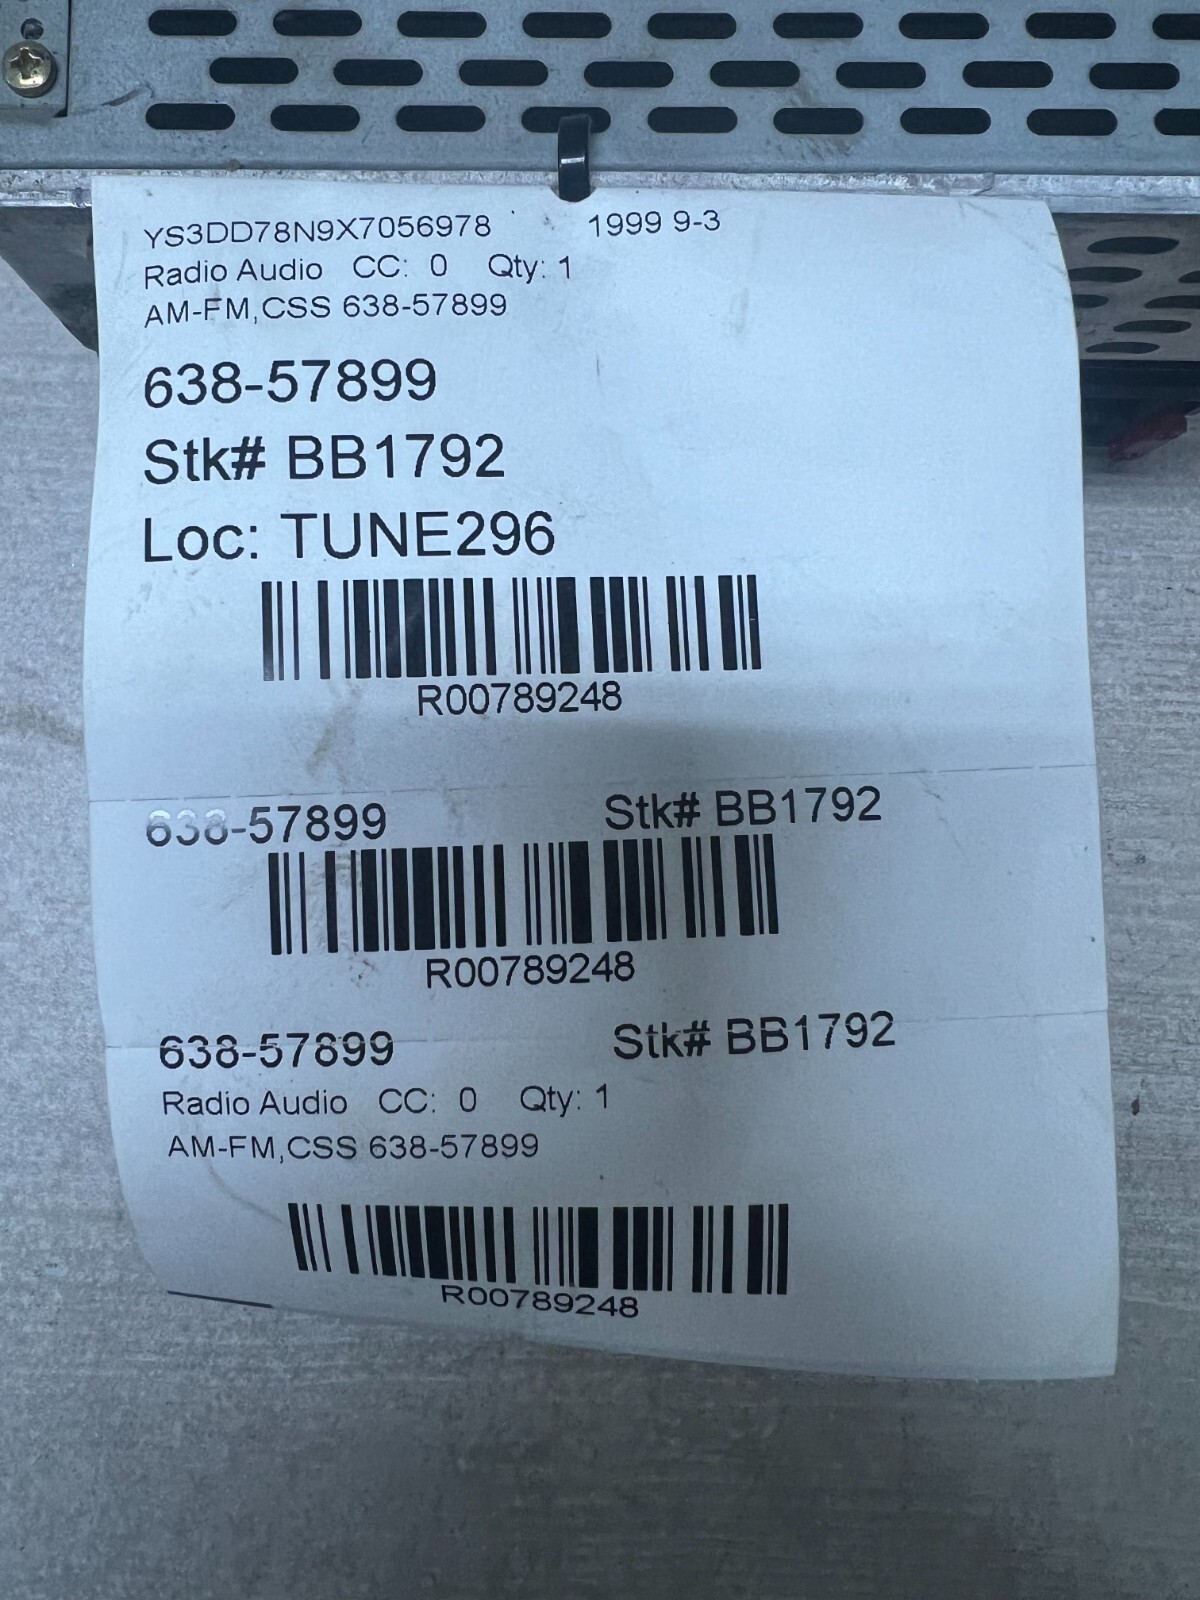 YS3DD78N9X7056978 1999 9-3
Radio Audio CC: 0 Qty: 1
AM-FM,CSS 638-57899
638-57899
Stk# BB1792
Loc: TUNE296
R00789248
638-57899 Stk# BB1792
R00789248
638-57899 Stk# BB1792
Radio Audio CC: 0 Qty: 1
AM-FM,CSS 638-57899
R00789248